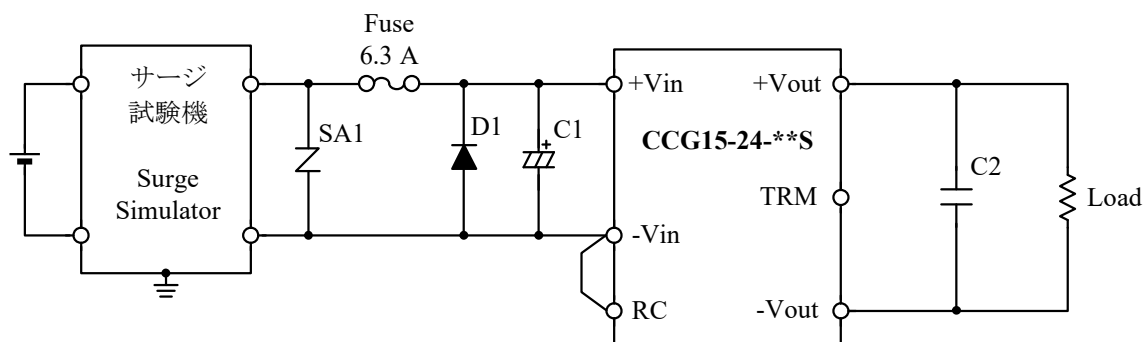 Fuse
6.3 A
サージ
試験機
Surge
Simulator
SA1
D1
C1
+Vin
+Vout
CCG15-24-**S
TRM
-Vin
RC
-Vout
C2
Load